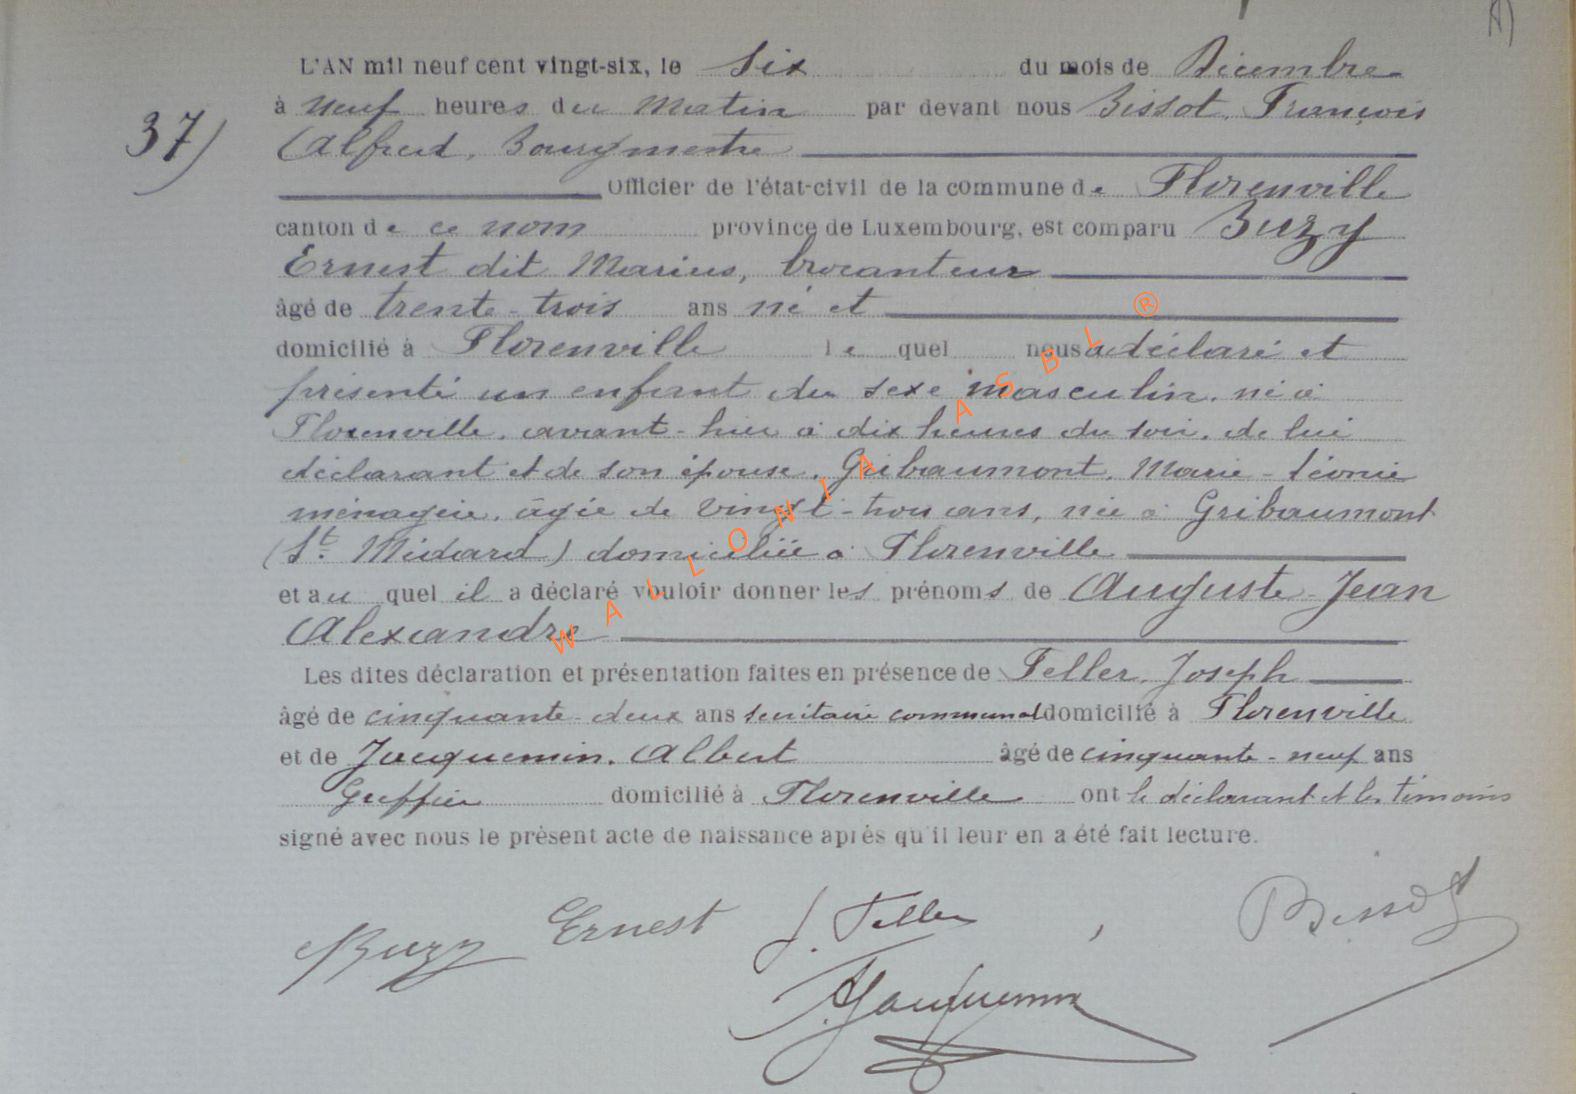 A)
L'AN mil neuf cent vingt-six, le Six du mois de Décembre
37)
à neuf heures du Matin par devant nous Bissot, François
Alfred, Bourgmestre
Officier de l'état-civil de la commune de Florenville
canton de ce nom province de Luxembourg, est comparu Buzy
Ernest dit Marius, brocanteur
âgé de trente-trois ans né et
domicilié à Florenville lequel nous a déclaré et
présenté un enfant du sexe masculin, né à
Florenville, avant-hier à dix heures du soir, de lui
déclarant et de son épouse, Gribaumont, Marie-Léonie
ménagère, âgée de vingt-trois ans, née à Gribaumont
(St Médard) domiciliée à Florenville
et au quel il a déclaré vouloir donner les prénoms de Auguste-Jean
Alexandre
Les dites déclaration et présentation faites en présence de Feller, Joseph
âgé de cinquante-deux ans secrétaire communal domicilié à Florenville
et de Jacquemin, Albert âgé de cinquante-neuf ans
Greffier domicilié à Florenville ont le déclarant et les témoins
signé avec nous le présent acte de naissance après qu'il leur en a été fait lecture.
Buzy Ernest J. Feller Bissot
A Jacquemin
WALLONIA ASBL ®